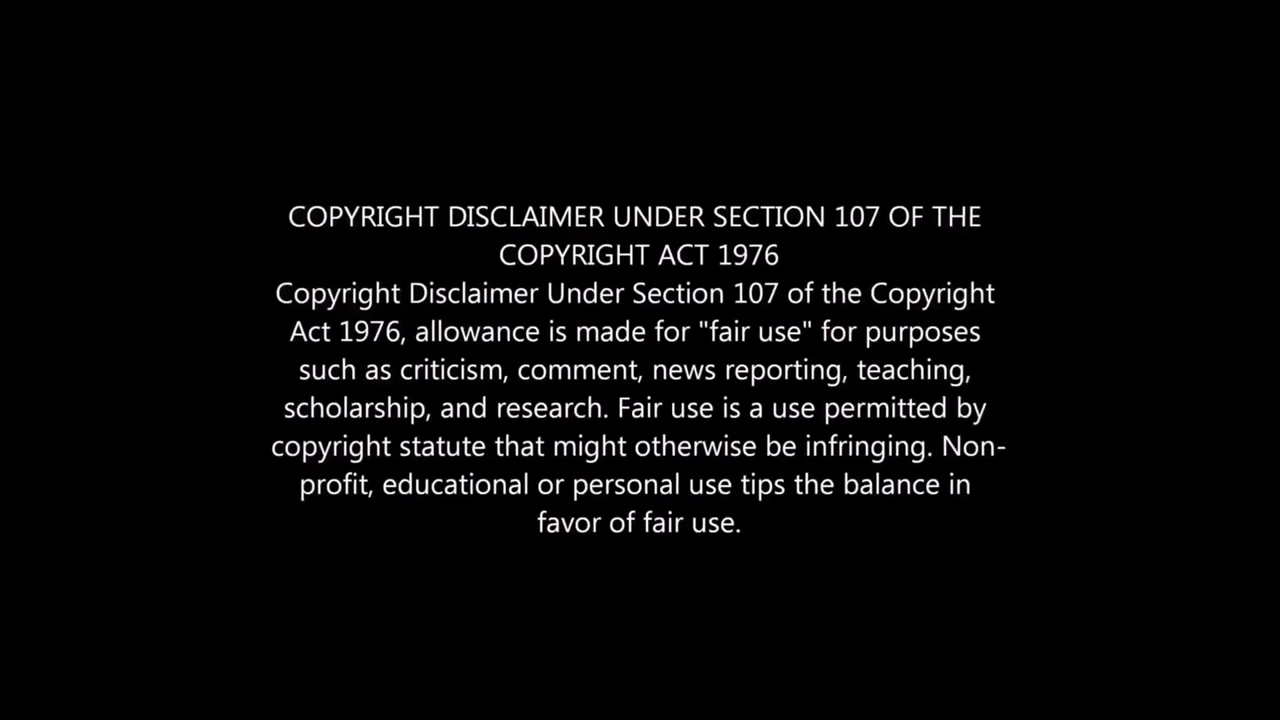 COPYRIGHT DISCLAIMER UNDER SECTION 107 OF THE
COPYRIGHT ACT 1976
Copyright Disclaimer Under Section 107 of the Copyright
Act 1976, allowance is made for "fair use" for purposes
such as criticism, comment, news reporting, teaching,
scholarship, and research. Fair use is a use permitted by
copyright statute that might otherwise be infringing. Non-
profit, educational or personal use tips the balance in
favor of fair use.